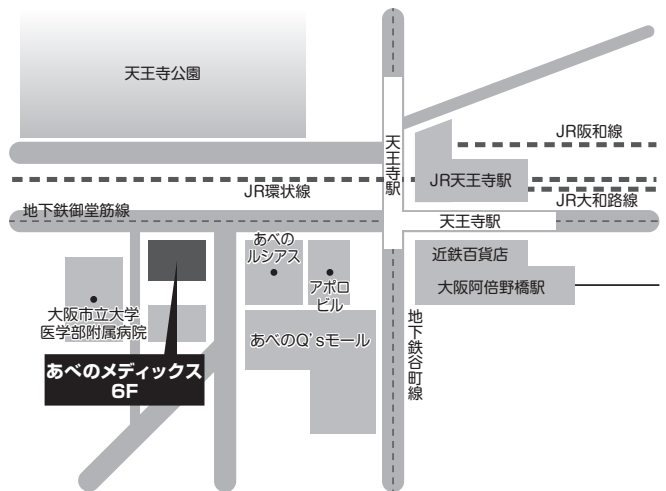 天王寺公園
JR阪和線
天王寺駅
JR天王寺駅
JR環状線
JR大和路線
地下鉄御堂筋線
天王寺駅
あべの
ルシアス
近鉄百貨店
アポロ
ビル
大阪阿倍野橋駅
大阪市立大学
医学部附属病院
あべのQ'sモール
地下鉄谷町線
あべのメディックス
6F